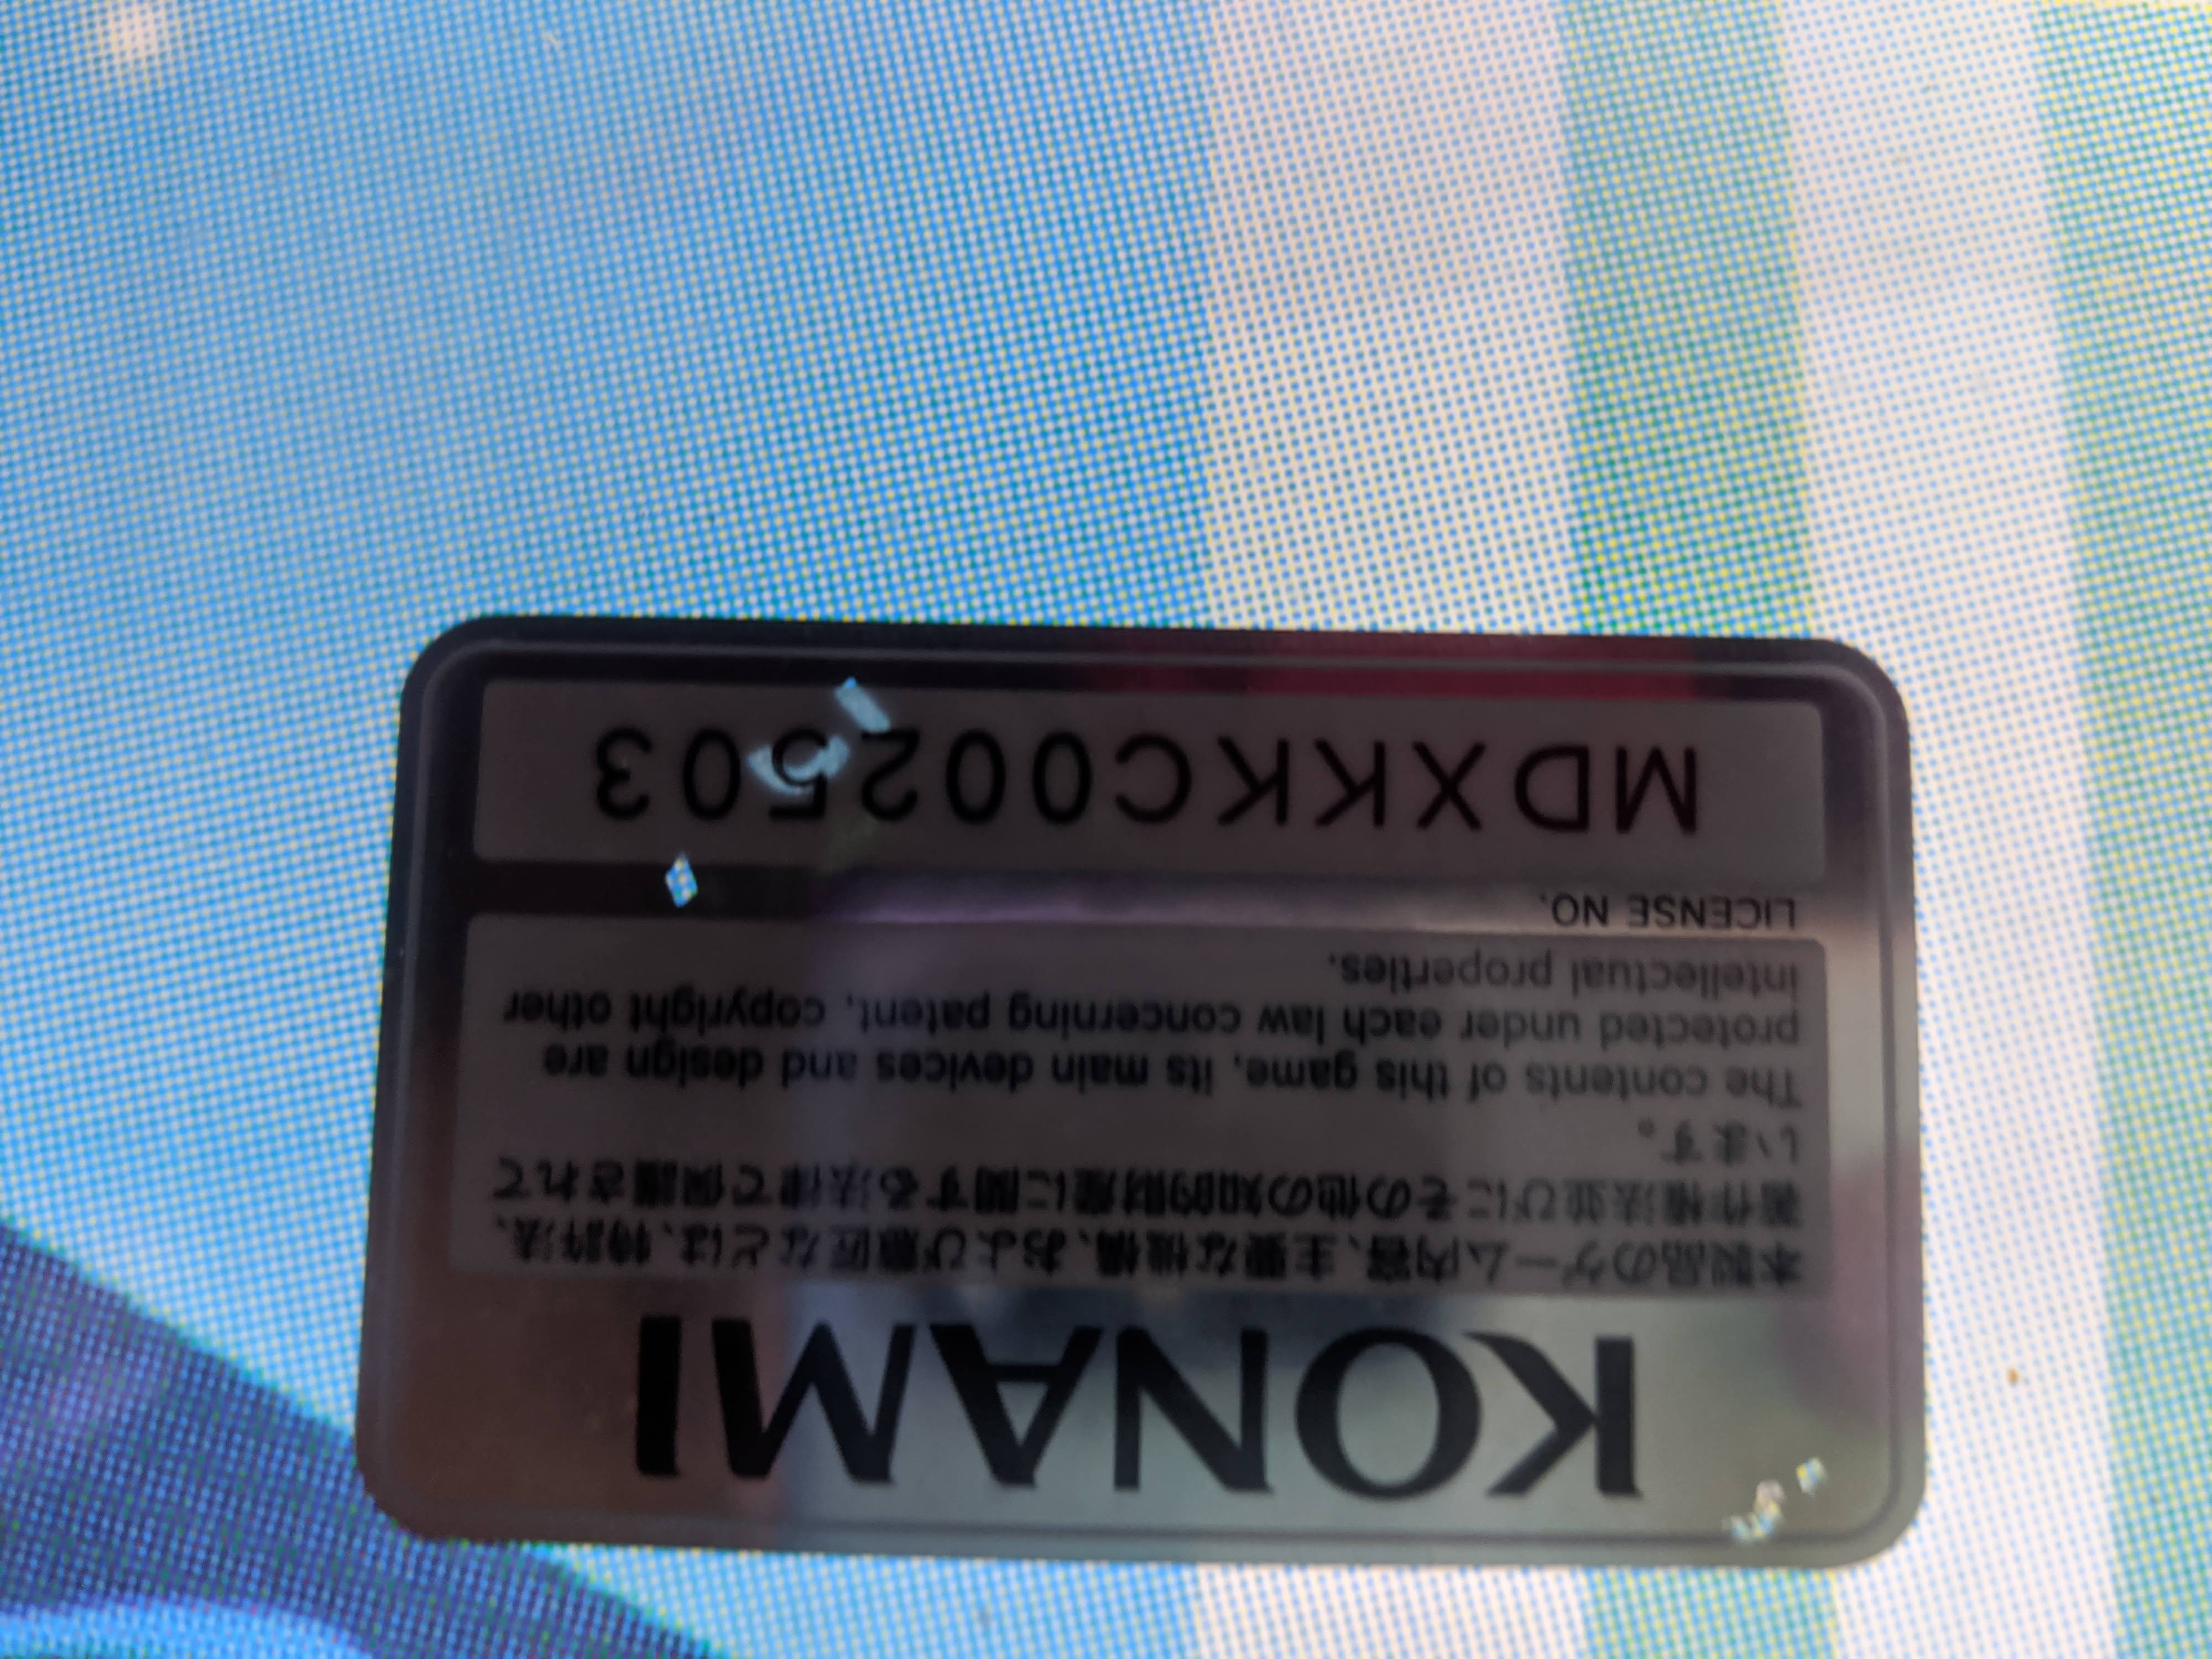 KONAMI
本製品のゲーム内容、主要な機構、および意匠などは、特許法、
著作権法並びにその他の知的財産に関する法律で保護されて
います。
The contents of this game, its main devices and design are
protected under each law concerning patent, copyright other
intellectual properties.
LICENSE NO.
MDXKKC002503